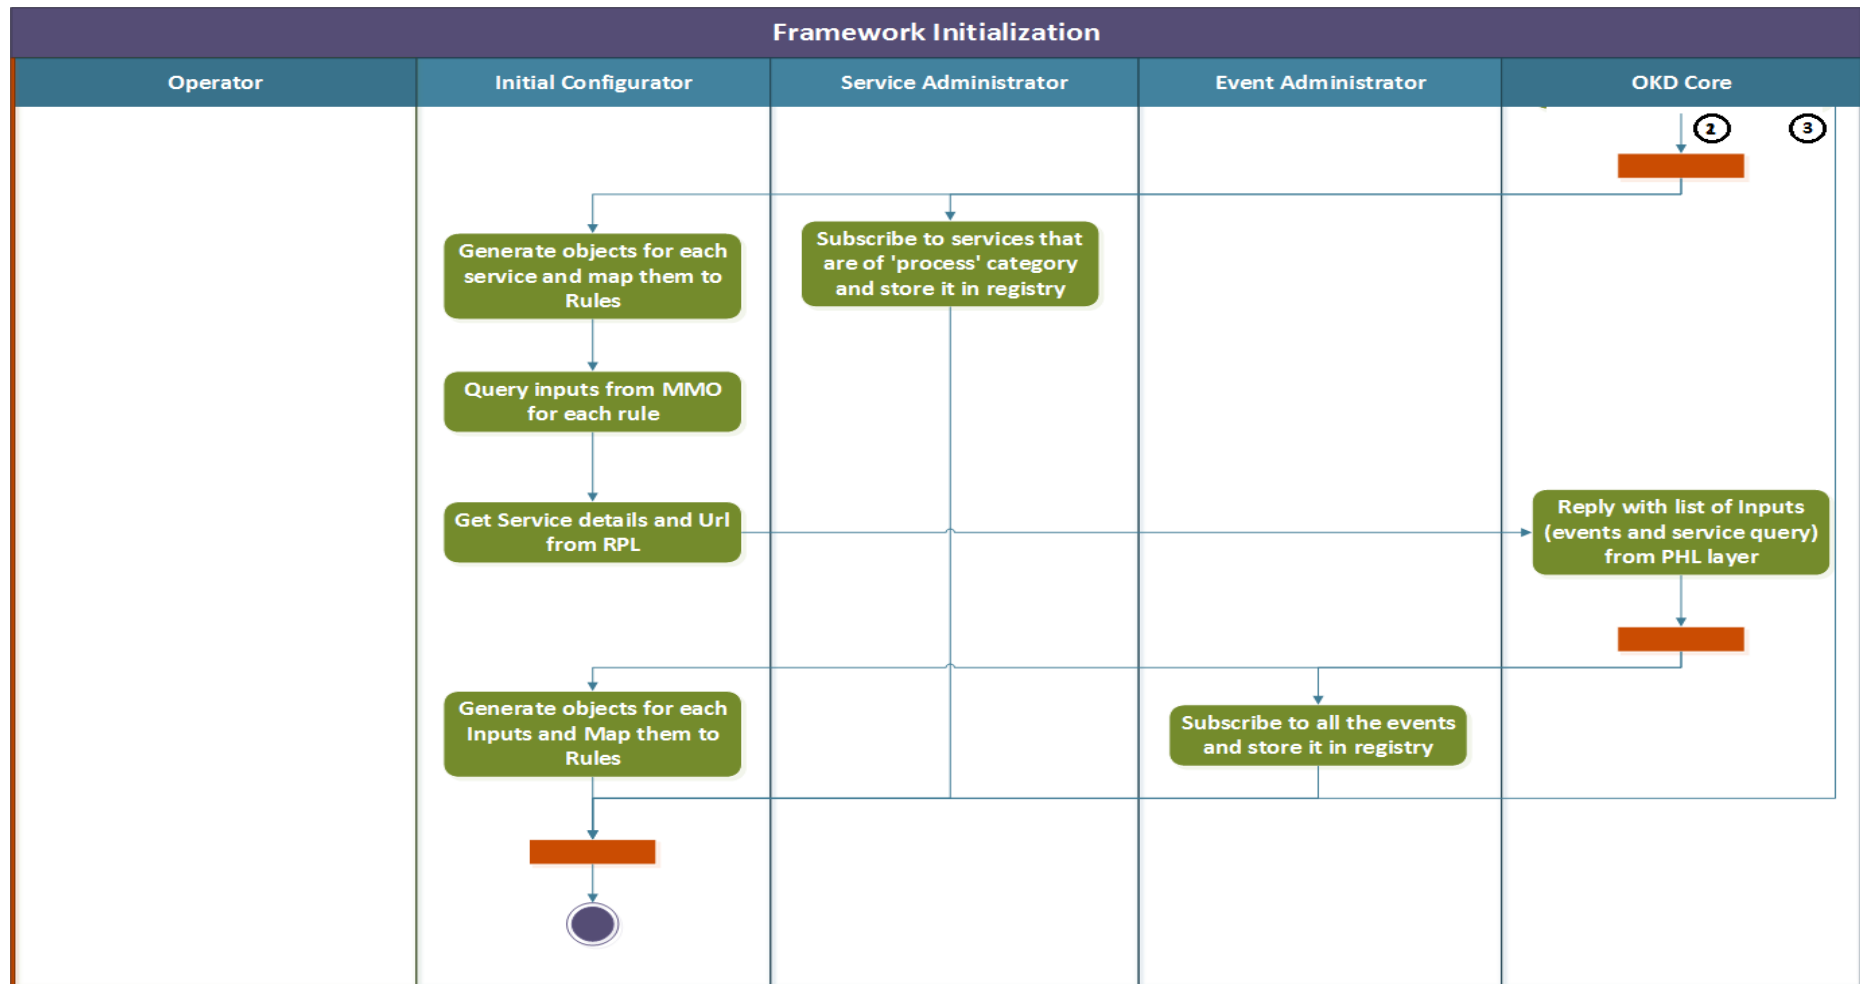 Framework Initialization
Operator
Initial Configurator
Service Administrator
Event Administrator
OKD Core
2
3
Generate objects for each
service and map them to
Rules
Subscribe to services that
are of 'process' category
and store it in registry
Query inputs from MMO
for each rule
Get Service details and Url
from RPL
Reply with list of Inputs
(events and service query)
from PHL layer
Generate objects for each
Inputs and Map them to
Rules
Subscribe to all the events
and store it in registry